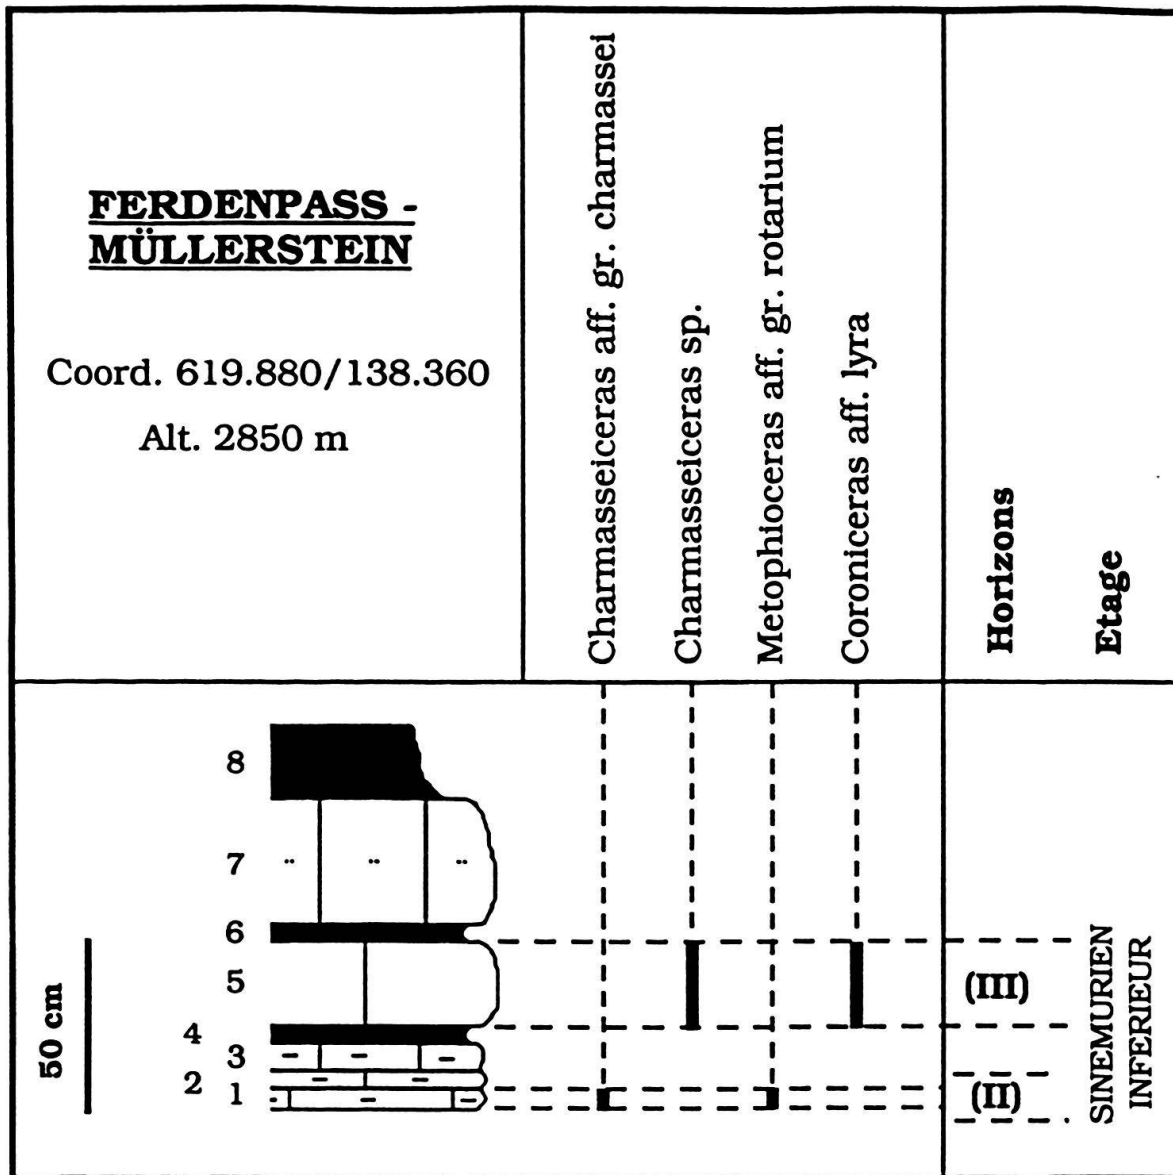 FERDENPASS -
MÜLLERSTEIN
Coord. 619.880/138.360
Alt. 2850 m
Charmasseiceras aff. gr. charmassei
Charmasseiceras sp.
Metophioceras aff. gr. rotarium
Coroniceras aff. lyra
Horizons
Etage
8
7
6
5
4
3
2
1
50 cm
(III)
(II)
SINEMURIEN
INFERIEUR